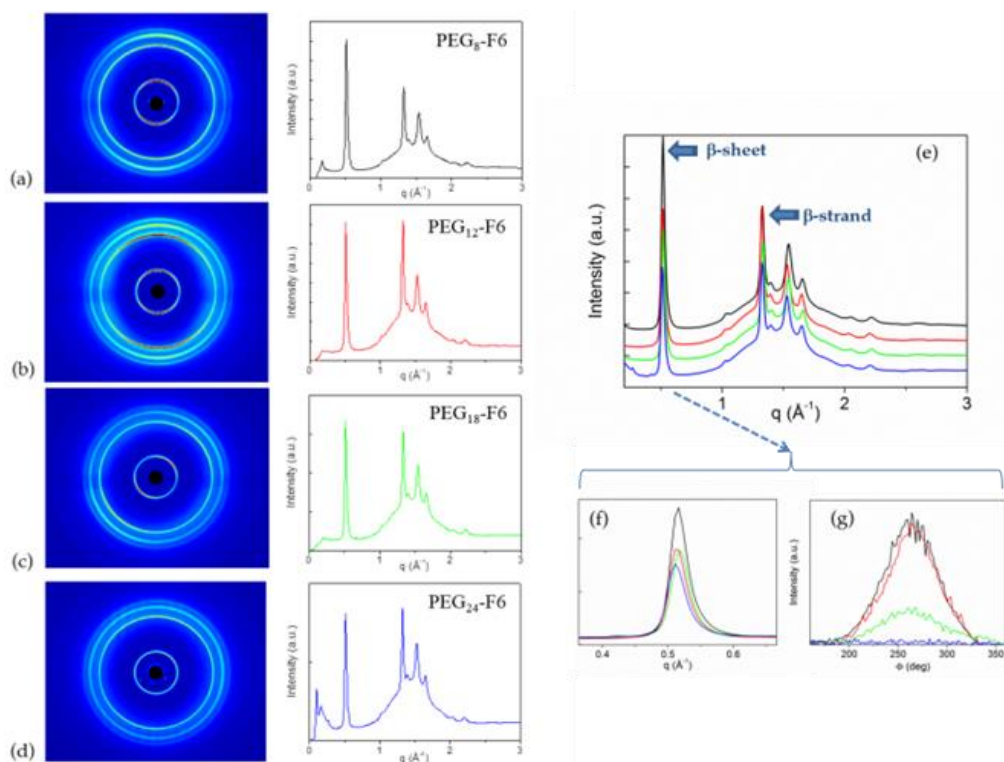 (a)
Intensity (a.u.)
PEG₈-F6
0 1 2 3
q (Å⁻¹)
(b)
Intensity (a.u.)
PEG₁₂-F6
0 1 2 3
q (Å⁻¹)
(c)
Intensity (a.u.)
PEG₁₈-F6
0 1 2 3
q (Å⁻¹)
(d)
Intensity (a.u.)
PEG₂₄-F6
0 1 2 3
q (Å⁻¹)
(e)
β-sheet
β-strand
Intensity (a.u.)
1 2 3
q (Å⁻¹)
(f)
0.4 0.5 0.6
q (Å⁻¹)
(g)
Intensity (a.u.)
200 250 300 350
Φ (deg)